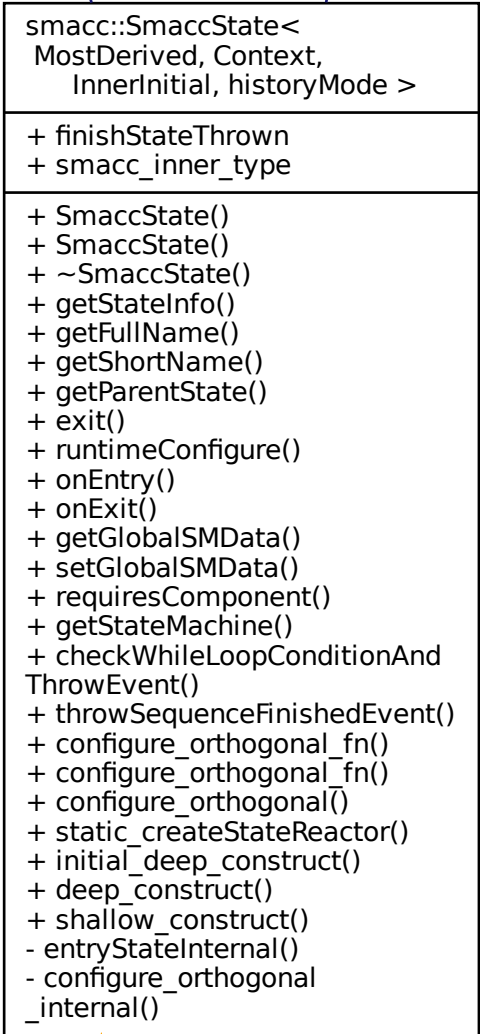 smacc::SmaccState<
MostDerived, Context,
InnerInitial, historyMode >
+ finishStateThrown
+ smacc_inner_type
+ SmaccState()
+ SmaccState()
+ ~SmaccState()
+ getStateInfo()
+ getFullName()
+ getShortName()
+ getParentState()
+ exit()
+ runtimeConfigure()
+ onEntry()
+ onExit()
+ getGlobalSMData()
+ setGlobalSMData()
+ requiresComponent()
+ getStateMachine()
+ checkWhileLoopConditionAnd
ThrowEvent()
+ throwSequenceFinishedEvent()
+ configure_orthogonal_fn()
+ configure_orthogonal_fn()
+ configure_orthogonal()
+ static_createStateReactor()
+ initial_deep_construct()
+ deep_construct()
+ shallow_construct()
- entryStateInternal()
- configure_orthogonal
_internal()